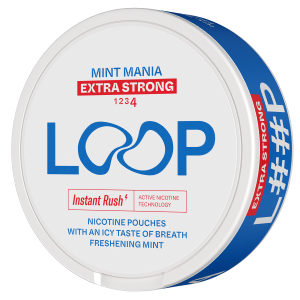 MINT MANIA
EXTRA STRONG
1234
LOOP
Instant Rush⁴
ACTIVE NICOTINE
TECHNOLOGY
NICOTINE POUCHES
WITH AN ICY TASTE OF BREATH
FRESHENING MINT
EXTRA STRONG
L##P